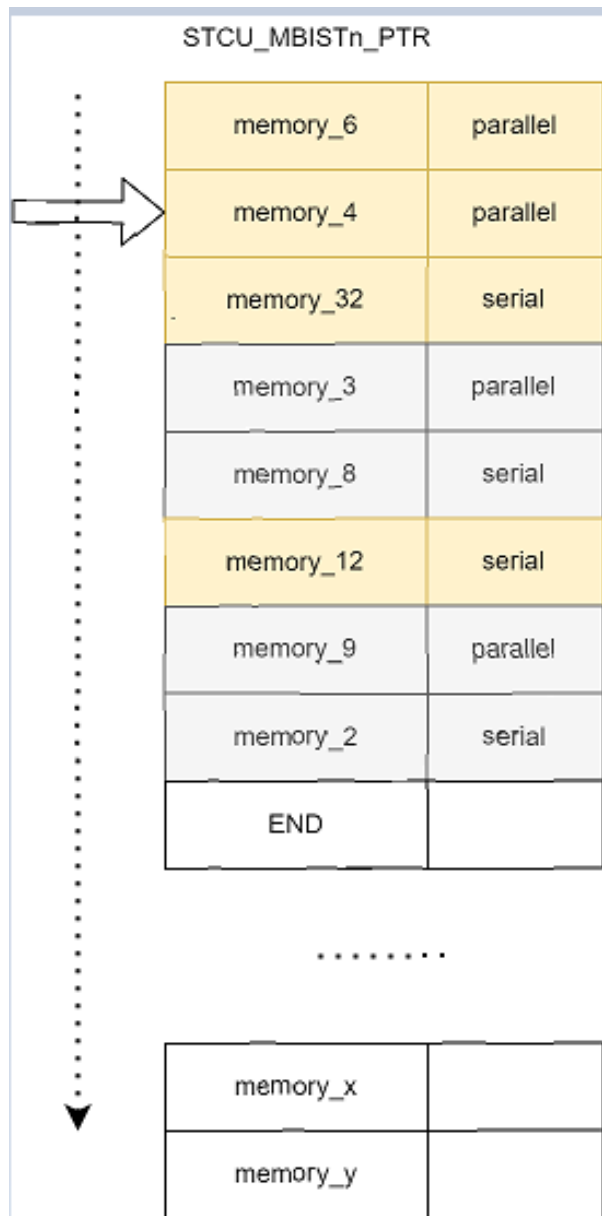 STCU_MBISTn_PTR
memory_6 parallel
memory_4 parallel
memory_32 serial
memory_3 parallel
memory_8 serial
memory_12 serial
memory_9 parallel
memory_2 serial
END
........
memory_x
memory_y